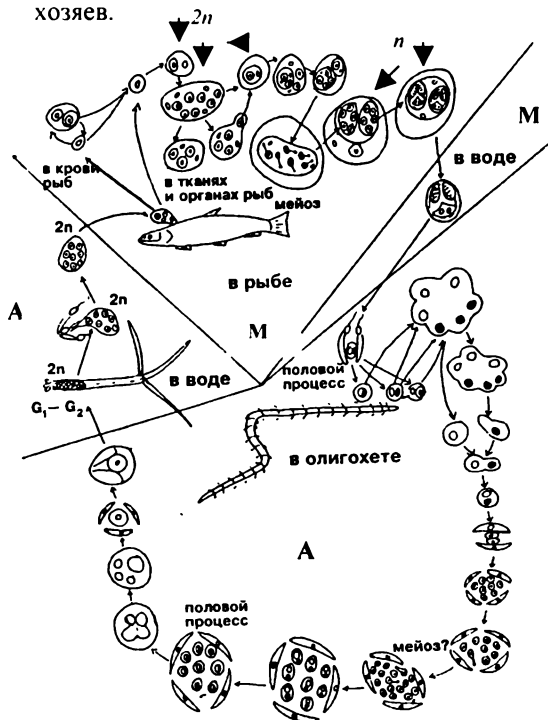 хозяев.
2n
n
М
в воде
в крови
рыб
в тканях
и органах рыб
мейоз
2n
в рыбе
А
2n
М
2n
в воде
G₁– G₂
половой
процесс
в олигохете
А
половой
процесс
мейоз?